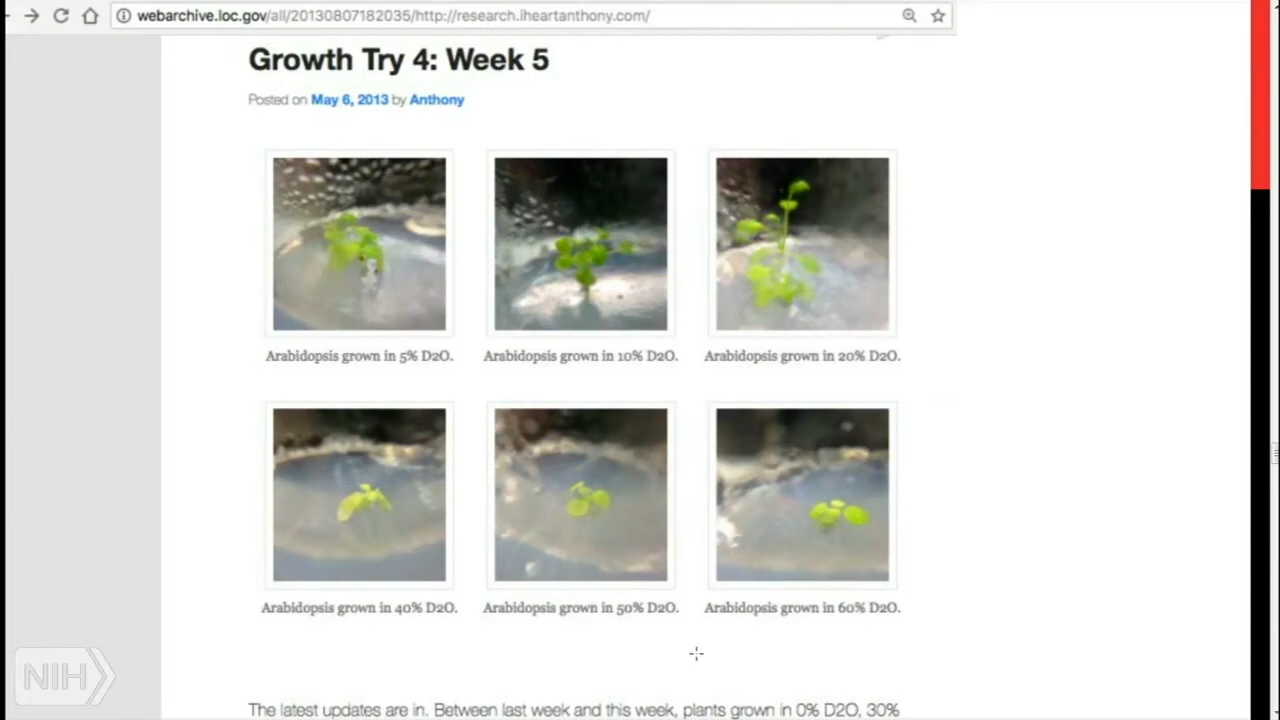 webarchive.loc.gov/all/20130807182035/http://research.iheartanthony.com/
Growth Try 4: Week 5
Posted on May 6, 2013 by Anthony
Arabidopsis grown in 5% D2O. Arabidopsis grown in 10% D2O. Arabidopsis grown in 20% D2O.
Arabidopsis grown in 40% D2O. Arabidopsis grown in 50% D2O. Arabidopsis grown in 60% D2O.
NIH
The latest updates are in. Between last week and this week, plants grown in 0% D2O, 30%